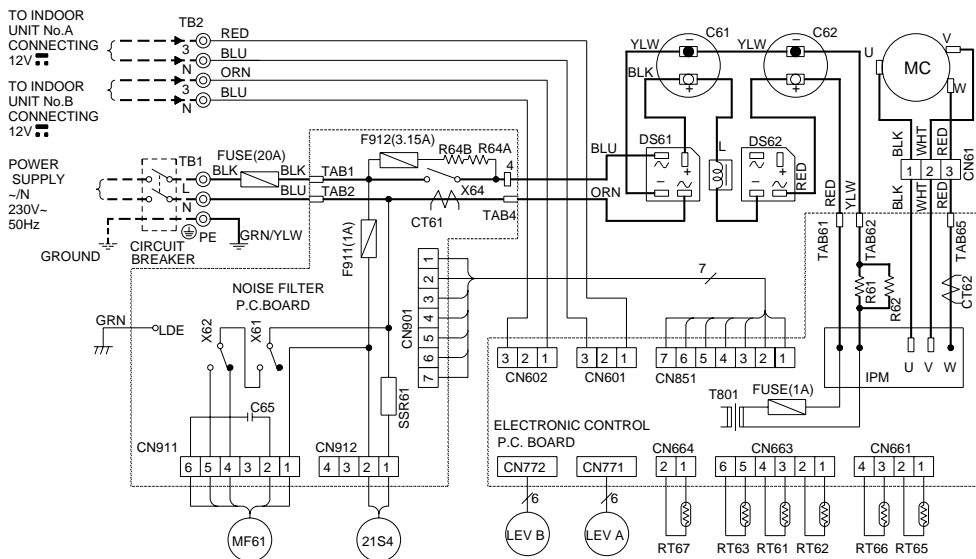 TO INDOOR
UNIT No.A
CONNECTING
12V
TB2
3
N
RED
BLU
TO INDOOR
UNIT No.B
CONNECTING
12V
3
N
ORN
BLU
POWER
SUPPLY
~/N
230V~
50Hz
TB1
L
N
PE
FUSE(20A)
BLK
BLK
BLU
GRN/YLW
GROUND
CIRCUIT
BREAKER
TAB1
TAB2
F912(3.15A)
R64B
R64A
X64
4
CT61
TAB4
BLU
ORN
C61
C62
YLW
YLW
BLK
–
+
–
+
DS61
L
DS62
RED
RED
YLW
U
V
W
MC
BLK
WHT
RED
CN61
1 2 3
BLK
WHT
RED
TAB61
TAB62
TAB65
R61
R62
CT62
IPM
U V W
F911(1A)
NOISE FILTER
P.C.BOARD
GRN
LDE
X62
X61
C65
SSR61
CN901
1
2
3
4
5
6
7
7
CN911
6 5 4 3 2 1
CN912
4 3 2 1
MF61
21S4
3 2 1
CN602
3 2 1
CN601
7 6 5 4 3 2 1
CN851
T801
FUSE(1A)
ELECTRONIC CONTROL
P.C. BOARD
CN772
CN771
6
6
LEV B
LEV A
CN664
2 1
CN663
6 5 4 3 2 1
CN661
4 3 2 1
RT67
RT63
RT61
RT62
RT66
RT65